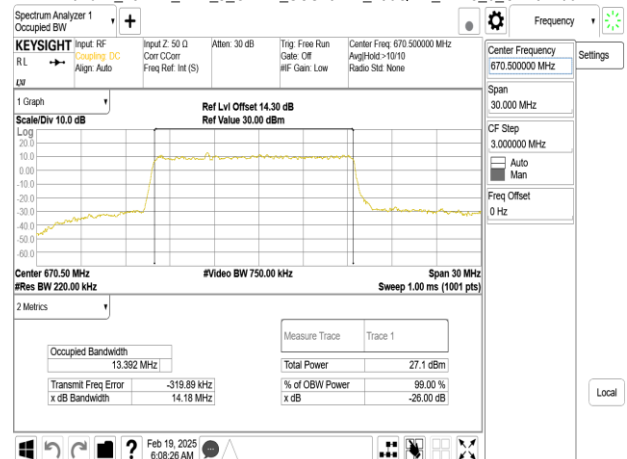 Spectrum Analyzer 1
Occupied BW
Frequency
KEYSIGHT
RL
LXI
Input: RF
Coupling: DC
Align: Auto
Input Z: 50 Ω
Corr CCorr
Freq Ref: Int (S)
Atten: 30 dB
Trig: Free Run
Gate: Off
#IF Gain: Low
Center Freq: 670.500000 MHz
Avg|Hold:>10/10
Radio Std: None
Center Frequency
670.500000 MHz
Settings
Span
30.000 MHz
CF Step
3.000000 MHz
Auto
Man
Freq Offset
0 Hz
1 Graph
Scale/Div 10.0 dB
Ref Lvl Offset 14.30 dB
Ref Value 30.00 dBm
Log
20.0
10.0
0.00
-10.0
-20.0
-30.0
-40.0
-50.0
-60.0
Center 670.50 MHz
#Video BW 750.00 kHz
Span 30 MHz
#Res BW 220.00 kHz
Sweep 1.00 ms (1001 pts)
2 Metrics
Measure Trace Trace 1
Occupied Bandwidth
13.392 MHz
Total Power 27.1 dBm
Transmit Freq Error -319.89 kHz
% of OBW Power 99.00 %
x dB Bandwidth 14.18 MHz
x dB -26.00 dB
Local
?
Feb 19, 2025
6:08:26 AM